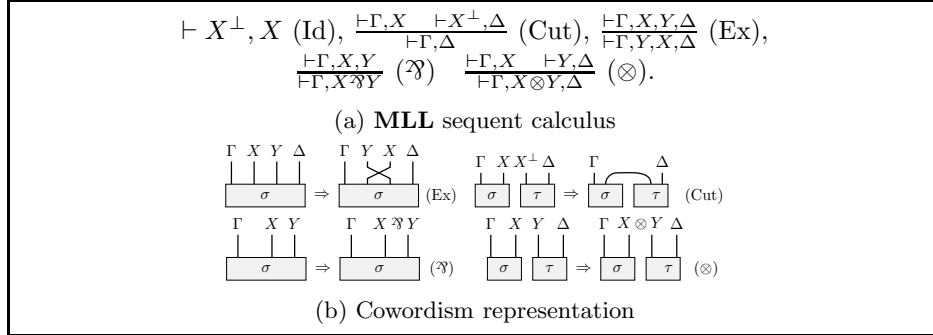 ⊢ X⊥, X (Id), ⊢Γ,X ⊢X⊥,Δ / ⊢Γ,Δ (Cut), ⊢Γ,X,Y,Δ / ⊢Γ,Y,X,Δ (Ex),
⊢Γ,X,Y / ⊢Γ,X⅋Y (⅋) ⊢Γ,X ⊢Y,Δ / ⊢Γ,X⊗Y,Δ (⊗).
(a) MLL sequent calculus
Γ X Y Δ Γ Y X Δ Γ X X⊥ Δ Γ Δ
σ ⇒ σ (Ex) σ τ ⇒ σ τ (Cut)
Γ X Y Γ X ⅋ Y Γ X Y Δ Γ X ⊗ Y Δ
σ ⇒ σ (⅋) σ τ ⇒ σ τ (⊗)
(b) Cowordism representation